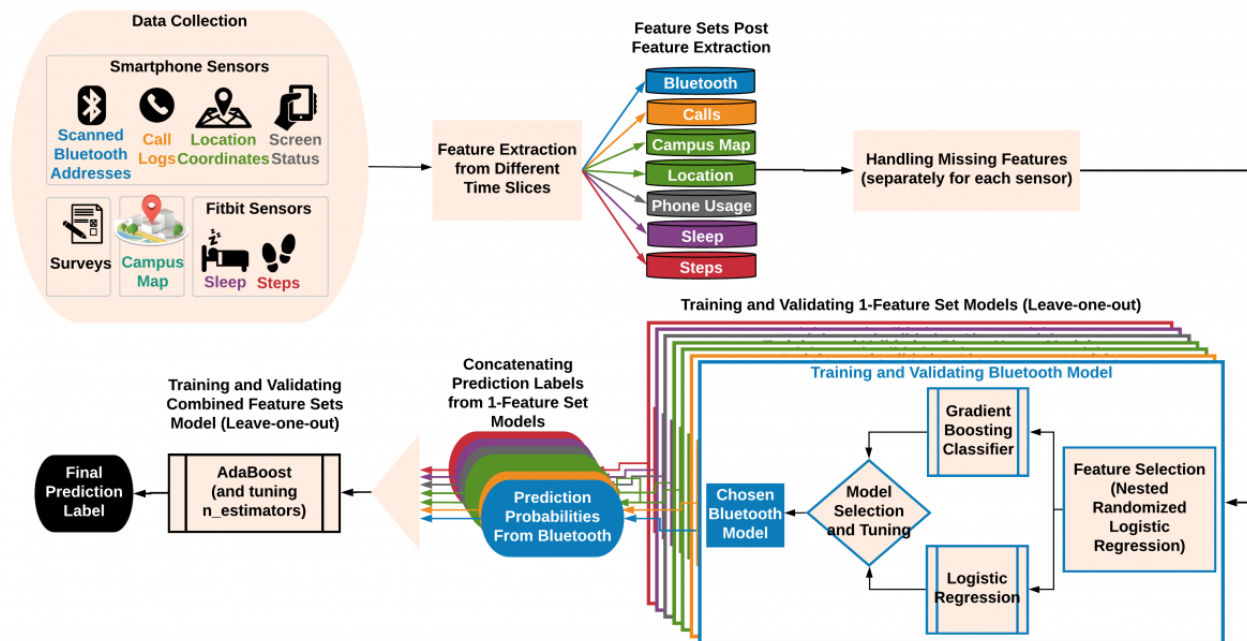 Data Collection
Smartphone Sensors
Scanned
Bluetooth
Addresses
Call
Logs
Location
Coordinates
Screen
Status
Surveys
Campus
Map
Fitbit Sensors
Sleep
Steps
Feature Extraction
from Different
Time Slices
Feature Sets Post
Feature Extraction
Bluetooth
Calls
Campus Map
Location
Phone Usage
Sleep
Steps
Handling Missing Features
(separately for each sensor)
Training and Validating 1-Feature Set Models (Leave-one-out)
Training and Validating Bluetooth Model
Feature Selection
(Nested
Randomized
Logistic
Regression)
Gradient
Boosting
Classifier
Logistic
Regression
Model
Selection
and Tuning
Chosen
Bluetooth
Model
Concatenating
Prediction Labels
from 1-Feature Set
Models
Prediction
Probabilities
From Bluetooth
Training and Validating
Combined Feature Sets
Model (Leave-one-out)
AdaBoost
(and tuning
n_estimators)
Final
Prediction
Label